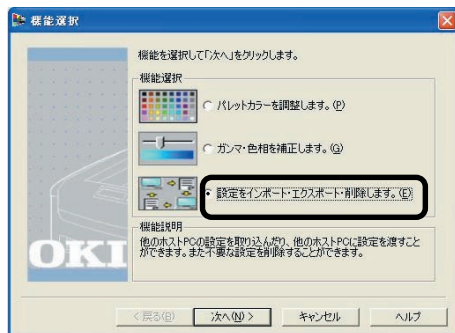 機能選択
機能を選択して「次へ」をクリックします。
機能選択
パレットカラーを調整します。(P)
ガンマ・色相を補正します。(G)
設定をインポート・エクスポート・削除します。(E)
機能説明
他のホストPCの設定を取り込んだり、他のホストPCに設定を渡すこと
ができます。また不要な設定を削除することができます。
OKI
< 戻る(B)
次へ(N) >
キャンセル
ヘルプ